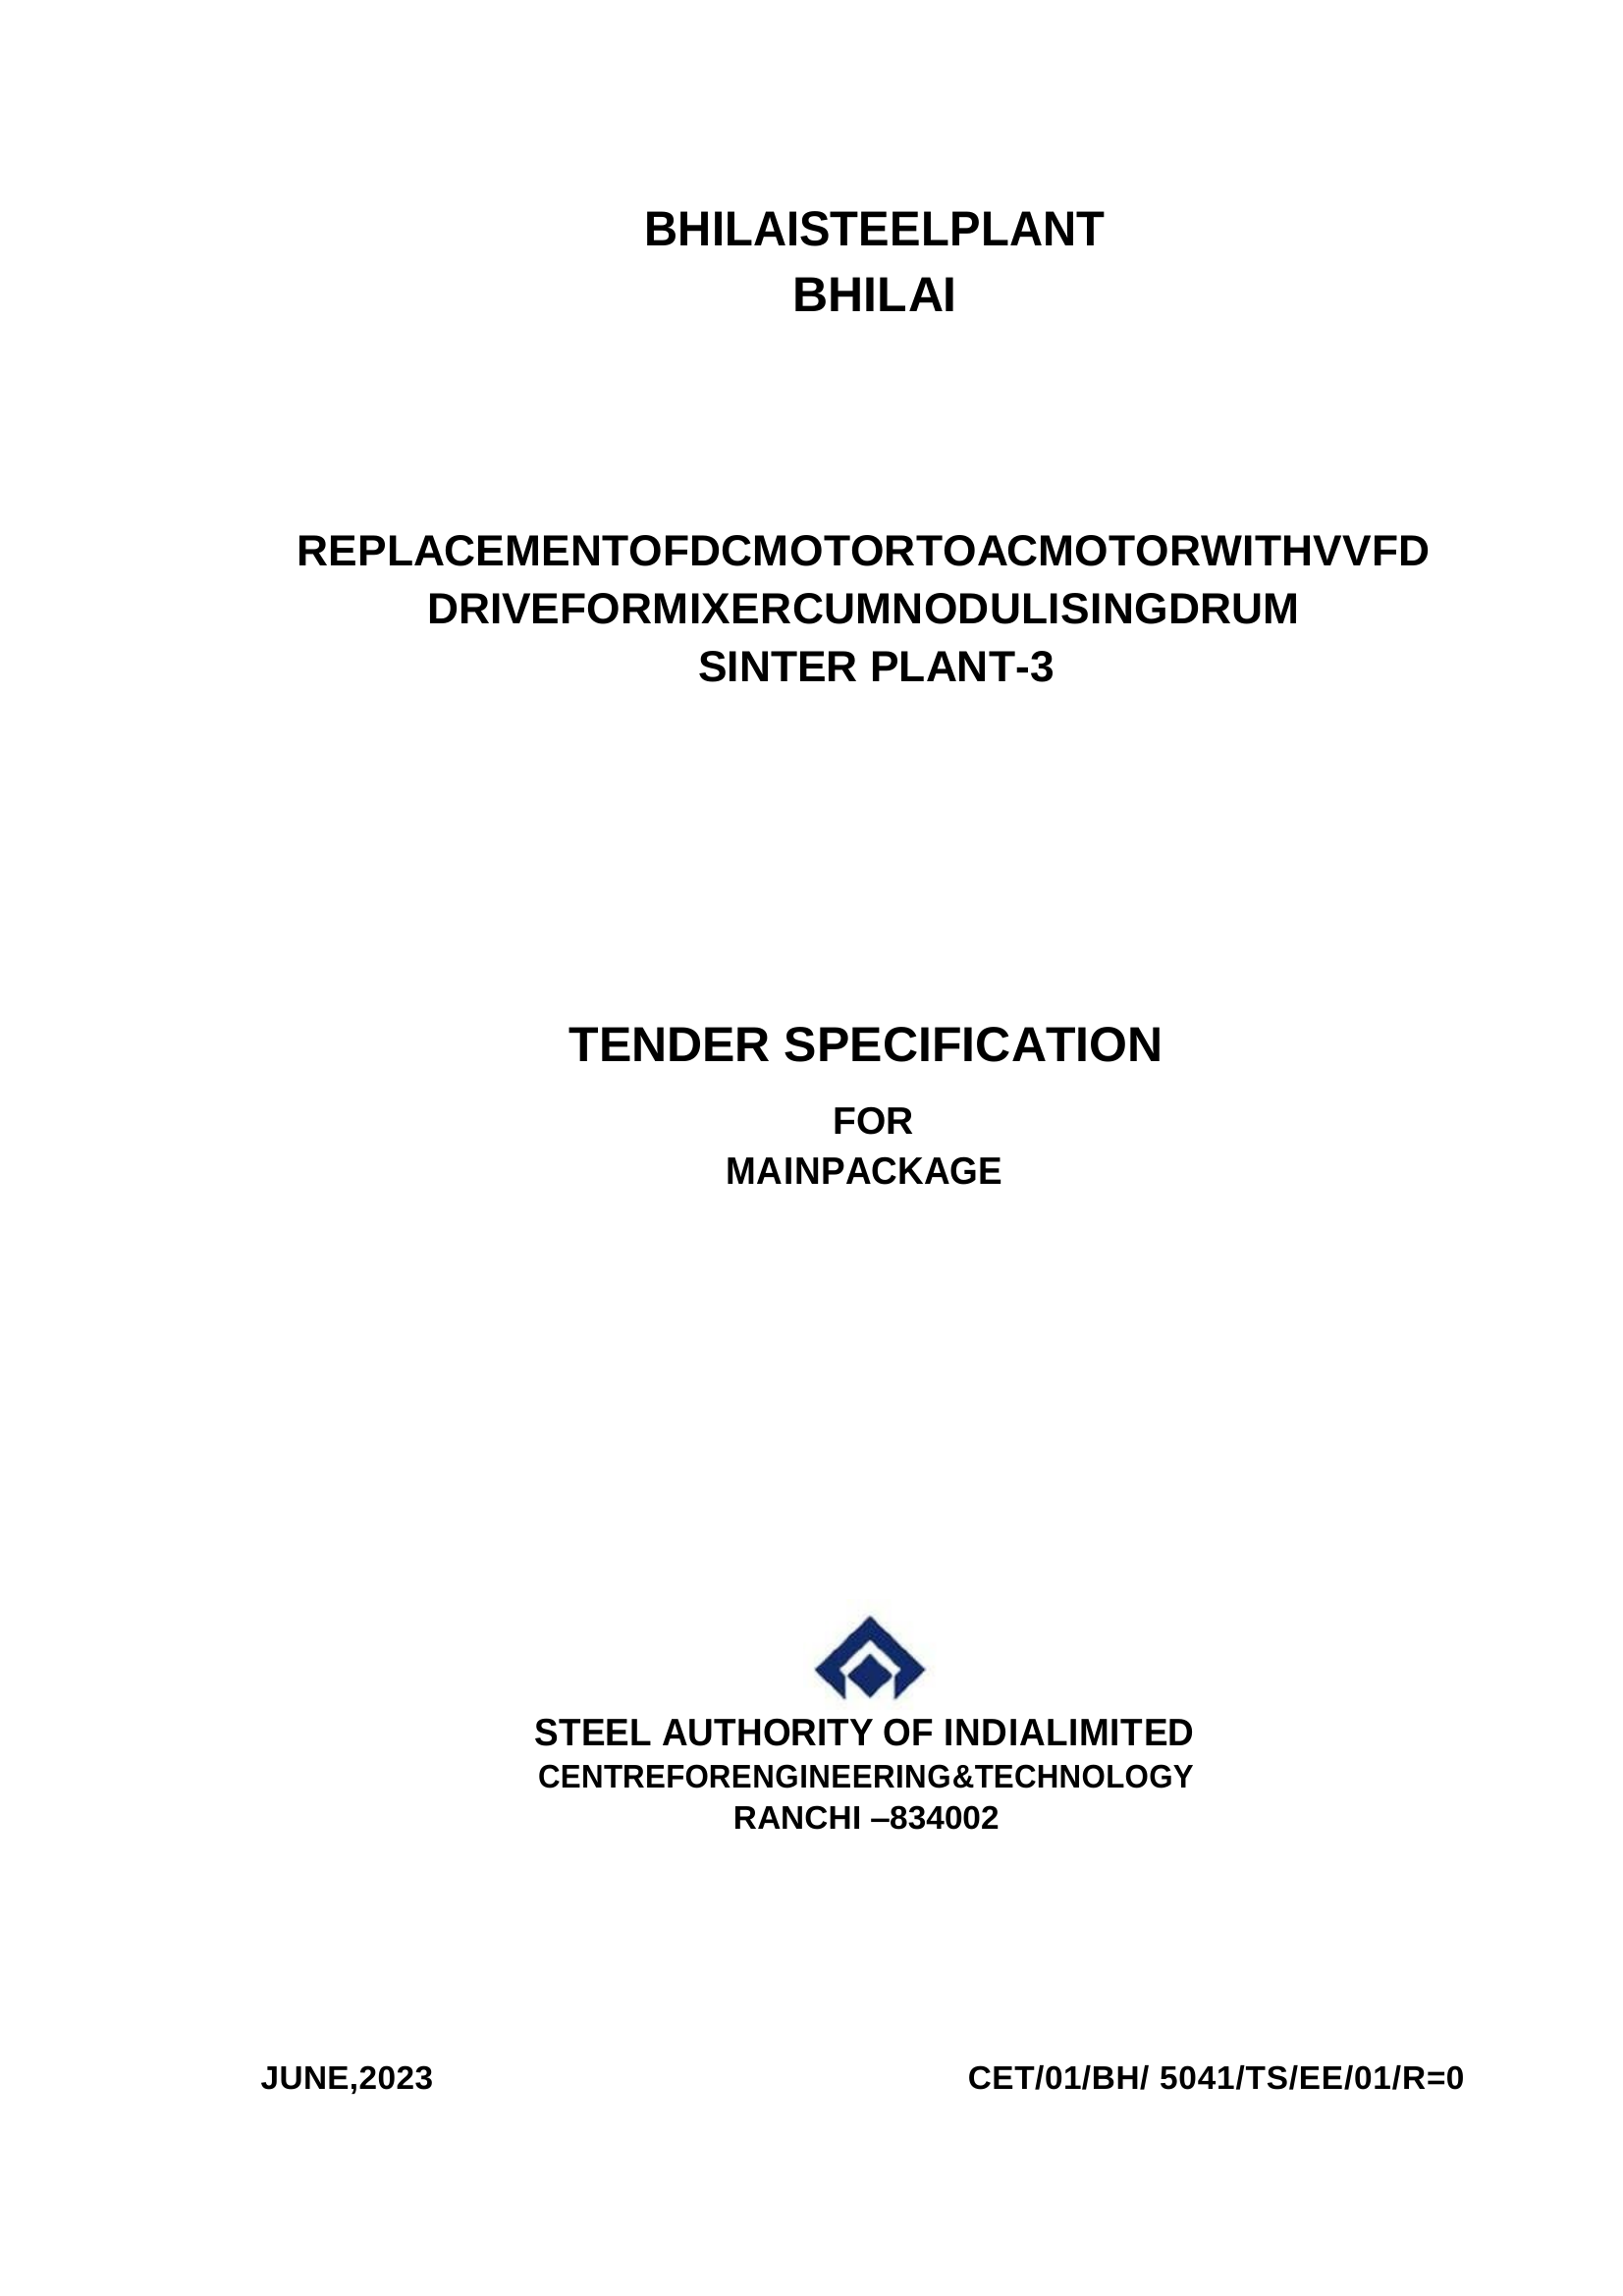 BHILAISTEELPLANT
BHILAI
REPLACEMENTOFDCMOTORTOACMOTORWITHVVFD
DRIVEFORMIXERCUMNODULISINGDRUM
SINTER PLANT-3
TENDER SPECIFICATION
FOR
MAINPACKAGE
STEEL AUTHORITY OF INDIALIMITED
CENTREFORENGINEERING&TECHNOLOGY
RANCHI –834002
JUNE,2023 CET/01/BH/ 5041/TS/EE/01/R=0